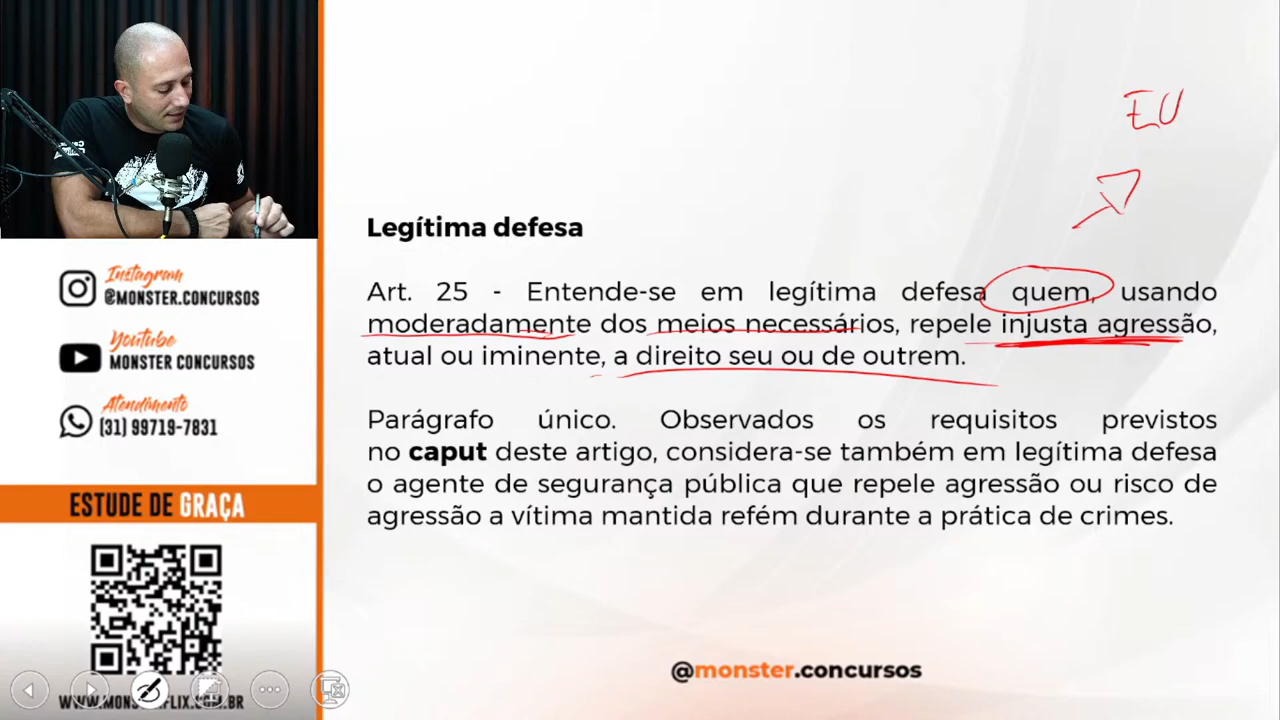 EU
Legítima defesa
Art. 25 - Entende-se em legítima defesa quem, usando
moderadamente dos meios necessários, repele injusta agressão,
atual ou iminente, a direito seu ou de outrem.
Parágrafo único. Observados os requisitos previstos
no caput deste artigo, considera-se também em legítima defesa
o agente de segurança pública que repele agressão ou risco de
agressão a vítima mantida refém durante a prática de crimes.
@monster.concursos
Instagram
@MONSTER.CONCURSOS
Youtube
MONSTER CONCURSOS
Atendimento
(31) 99719-7831
ESTUDE DE GRAÇA